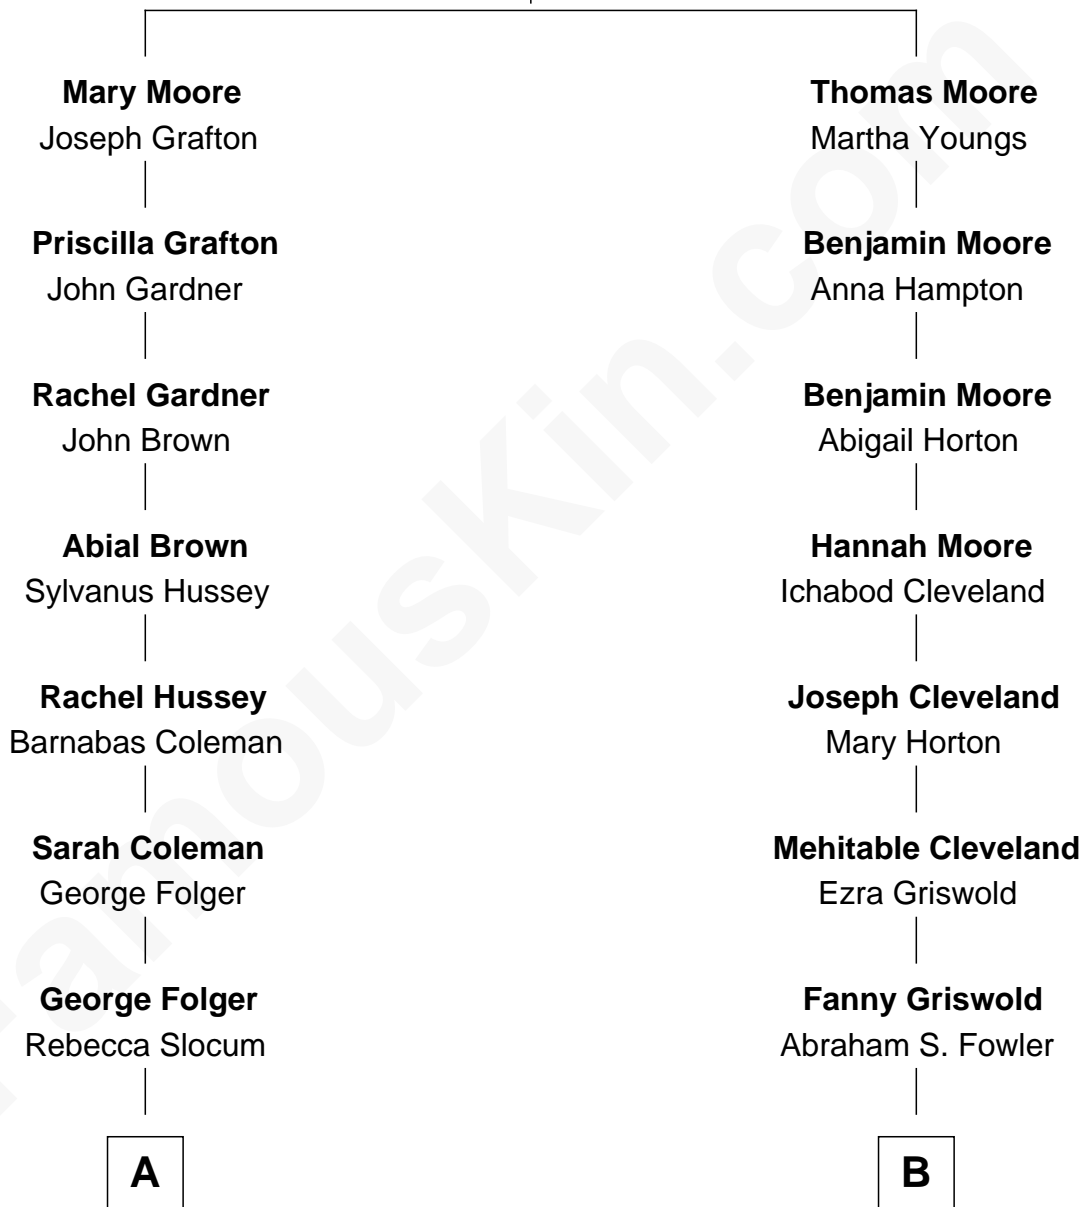 Mary Moore
Joseph Grafton
Priscilla Grafton
John Gardner
Rachel Gardner
John Brown
Abial Brown
Sylvanus Hussey
Rachel Hussey
Barnabas Coleman
Sarah Coleman
George Folger
George Folger
Rebecca Slocum
A
Thomas Moore
Martha Youngs
Benjamin Moore
Anna Hampton
Benjamin Moore
Abigail Horton
Hannah Moore
Ichabod Cleveland
Joseph Cleveland
Mary Horton
Mehitable Cleveland
Ezra Griswold
Fanny Griswold
Abraham S. Fowler
B
FamousKin.com